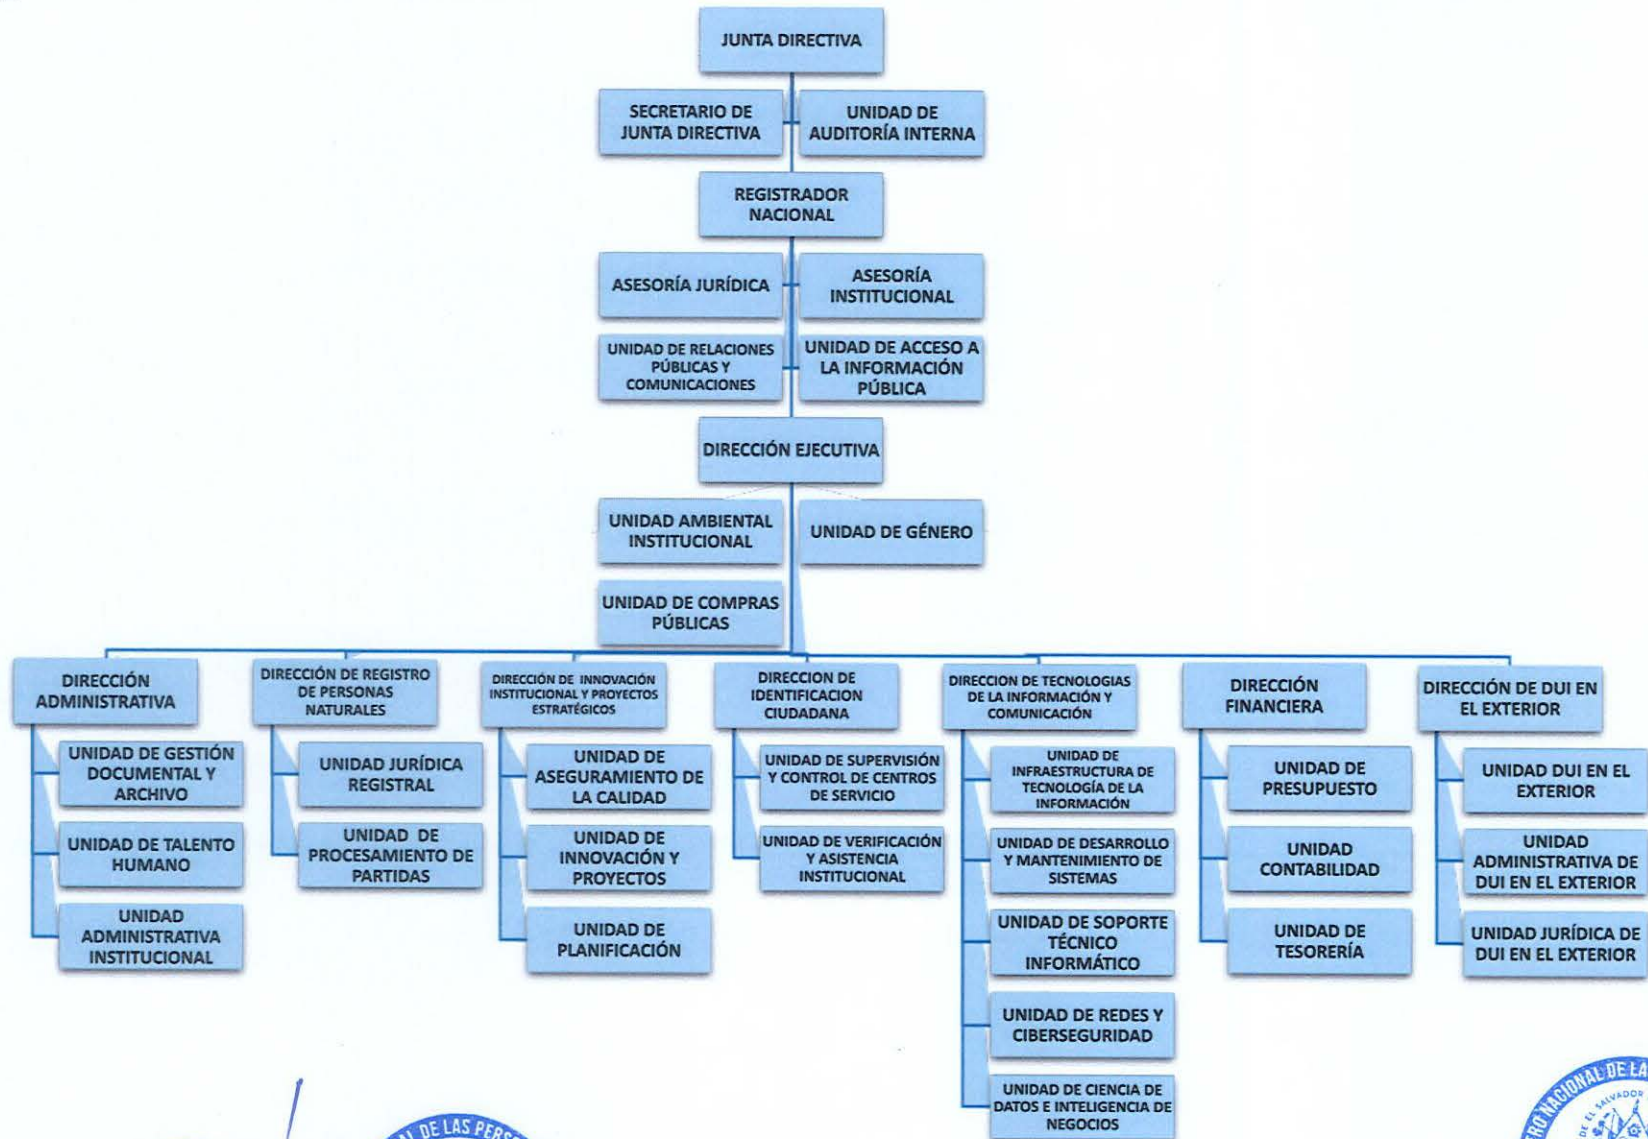 JUNTA DIRECTIVA
SECRETARIO DE
JUNTA DIRECTIVA
UNIDAD DE
AUDITORÍA INTERNA
REGISTRADOR
NACIONAL
ASESORÍA JURÍDICA
ASESORÍA
INSTITUCIONAL
UNIDAD DE RELACIONES
PÚBLICAS Y
COMUNICACIONES
UNIDAD DE ACCESO A
LA INFORMACIÓN
PÚBLICA
DIRECCIÓN EJECUTIVA
UNIDAD AMBIENTAL
INSTITUCIONAL
UNIDAD DE GÉNERO
UNIDAD DE COMPRAS
PÚBLICAS
DIRECCIÓN
ADMINISTRATIVA
UNIDAD DE GESTIÓN
DOCUMENTAL Y
ARCHIVO
UNIDAD DE TALENTO
HUMANO
UNIDAD
ADMINISTRATIVA
INSTITUCIONAL
DIRECCIÓN DE REGISTRO
DE PERSONAS
NATURALES
UNIDAD JURÍDICA
REGISTRAL
UNIDAD DE
PROCESAMIENTO DE
PARTIDAS
DIRECCIÓN DE INNOVACIÓN
INSTITUCIONAL Y PROYECTOS
ESTRATÉGICOS
UNIDAD DE
ASEGURAMIENTO DE
LA CALIDAD
UNIDAD DE
INNOVACIÓN Y
PROYECTOS
UNIDAD DE
PLANIFICACIÓN
DIRECCION DE
IDENTIFICACION
CIUDADANA
UNIDAD DE SUPERVISIÓN
Y CONTROL DE CENTROS
DE SERVICIO
UNIDAD DE VERIFICACIÓN
Y ASISTENCIA
INSTITUCIONAL
DIRECCION DE TECNOLOGIAS
DE LA INFORMACIÓN Y
COMUNICACIÓN
UNIDAD DE
INFRAESTRUCTURA DE
TECNOLOGÍA DE LA
INFORMACIÓN
UNIDAD DE DESARROLLO
Y MANTENIMIENTO DE
SISTEMAS
UNIDAD DE SOPORTE
TÉCNICO
INFORMÁTICO
UNIDAD DE REDES Y
CIBERSEGURIDAD
UNIDAD DE CIENCIA DE
DATOS E INTELIGENCIA DE
NEGOCIOS
DIRECCIÓN
FINANCIERA
UNIDAD DE
PRESUPUESTO
UNIDAD
CONTABILIDAD
UNIDAD DE
TESORERÍA
DIRECCIÓN DE DUI EN
EL EXTERIOR
UNIDAD DUI EN EL
EXTERIOR
UNIDAD
ADMINISTRATIVA DE
DUI EN EL EXTERIOR
UNIDAD JURÍDICA DE
DUI EN EL EXTERIOR
DE LAS
NACIONAL DE
DE EL SALVADOR